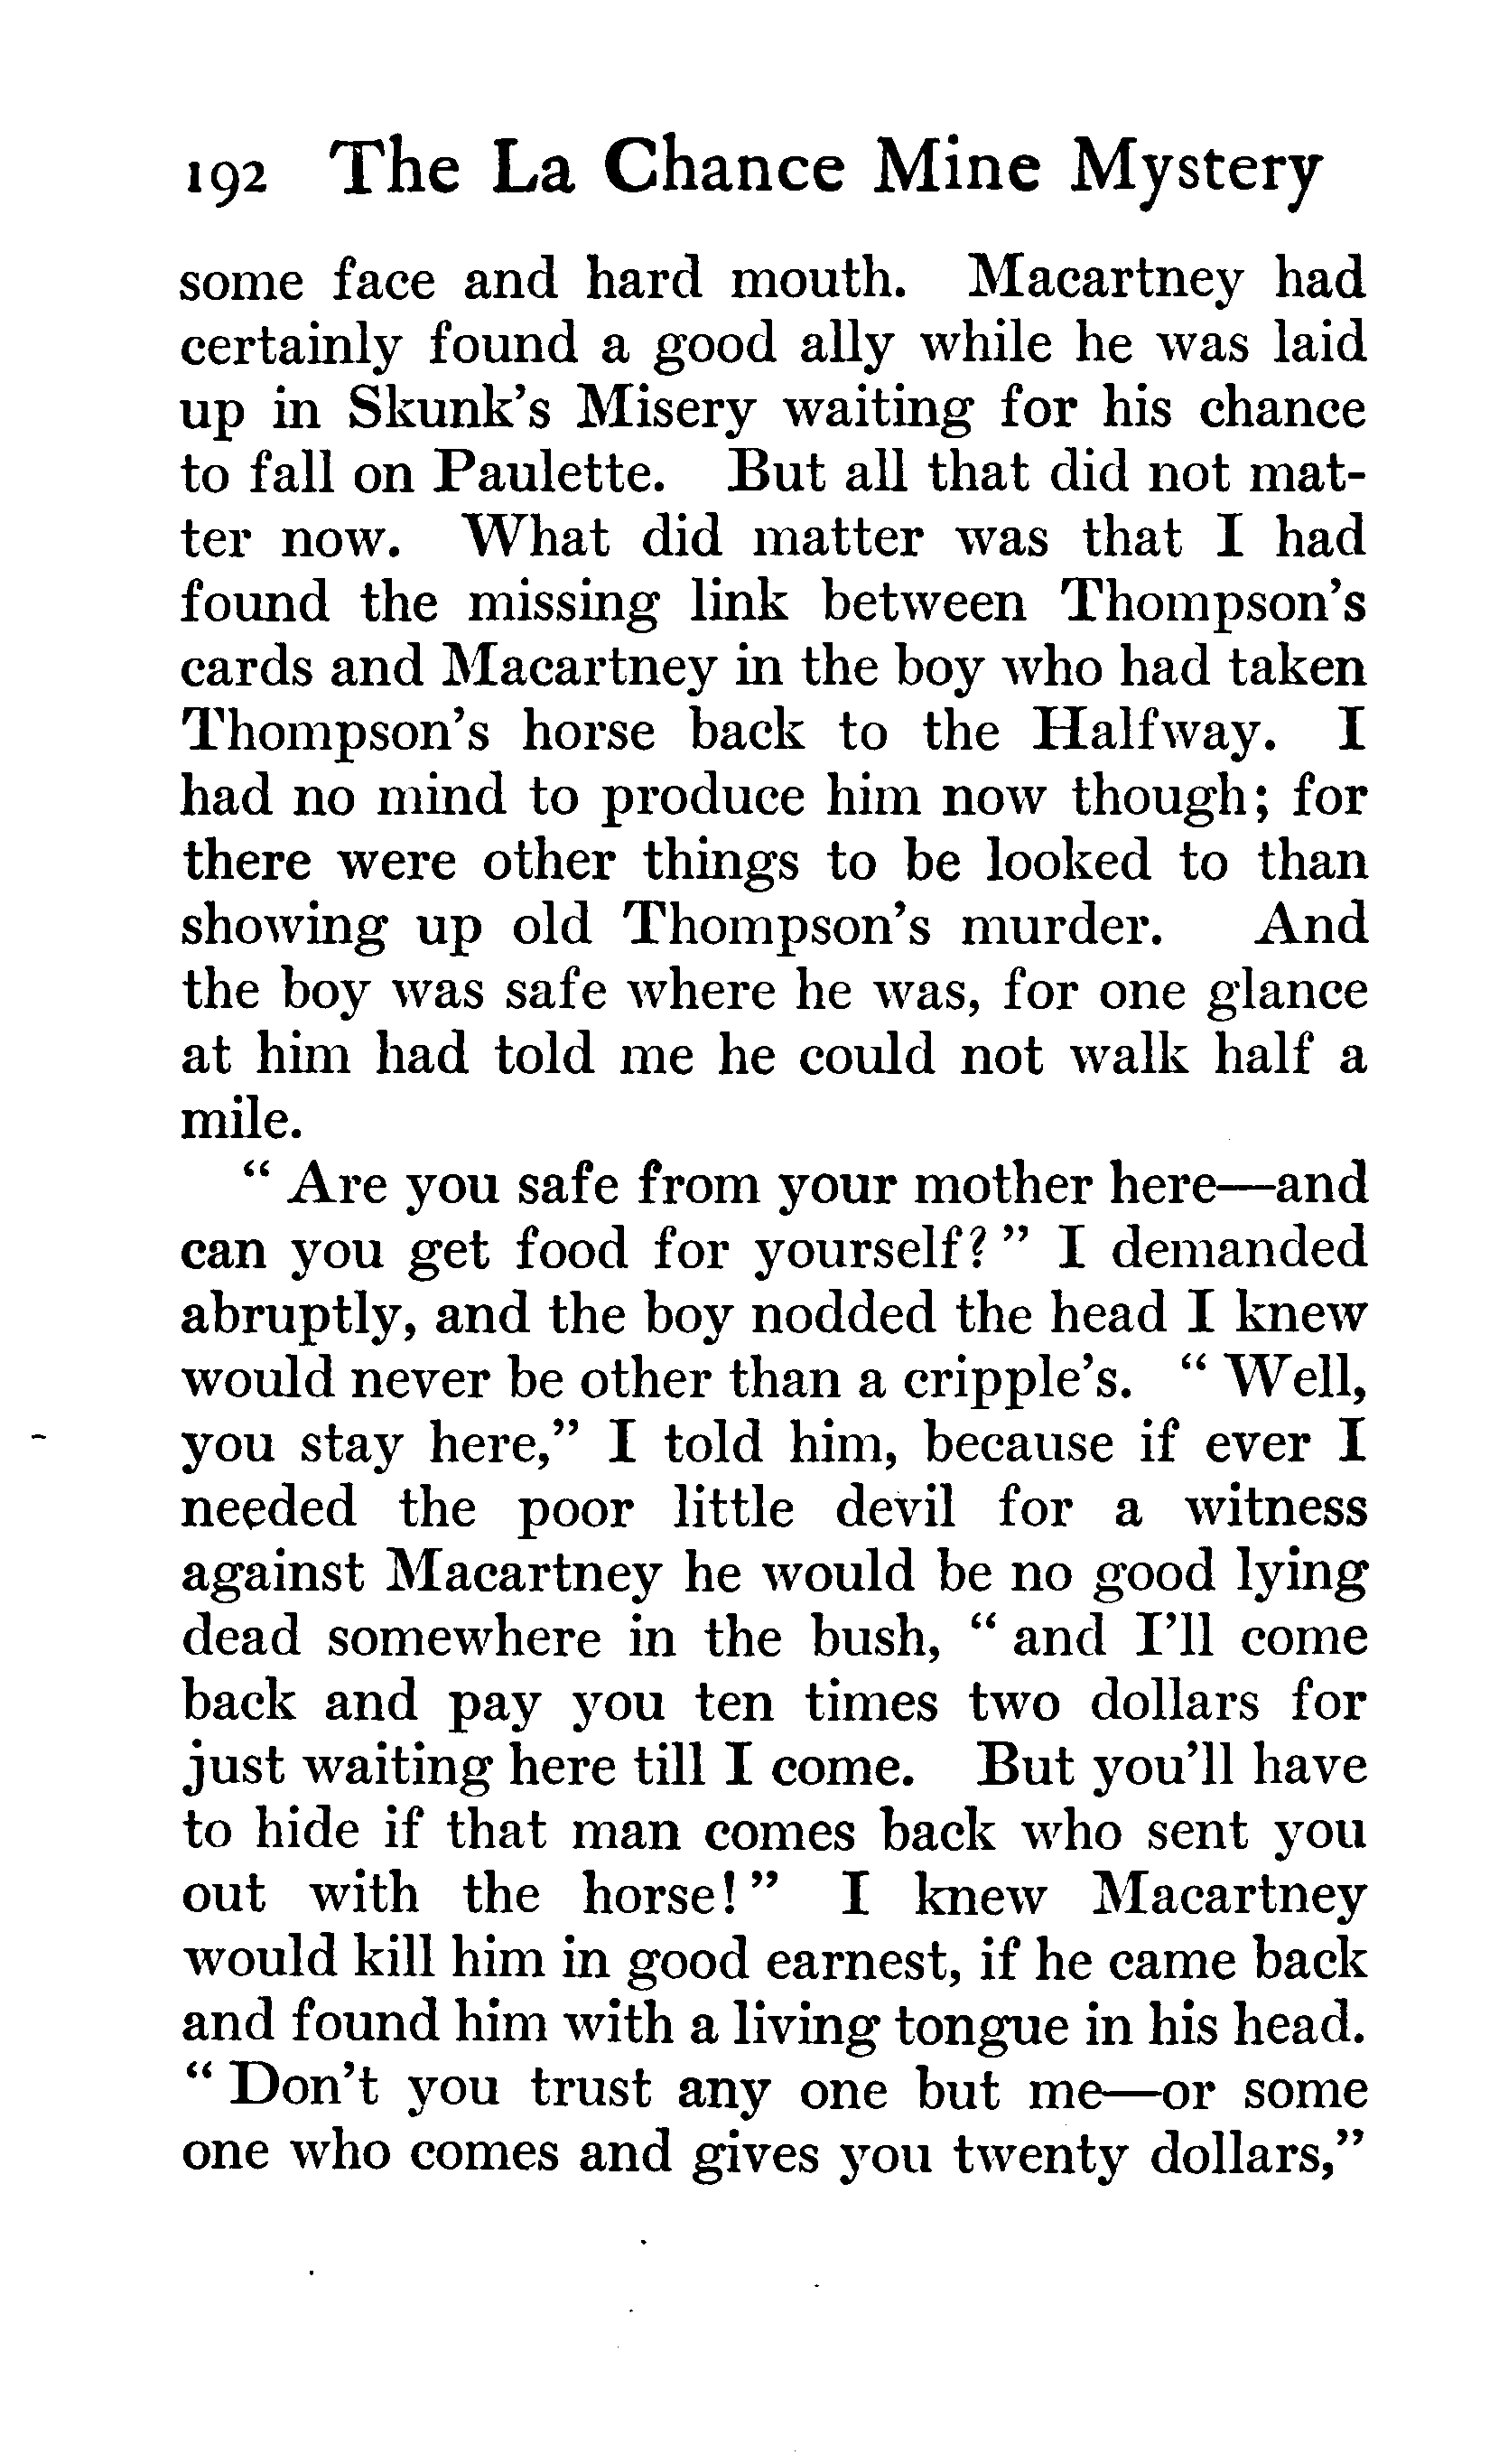 192 The La Chance Mine Mystery
some face and hard mouth. Macartney had
certainly found a good ally while he was laid
up in Skunk's Misery waiting for his chance
to fall on Paulette. But all that did not mat-
ter now. What did matter was that I had
found the missing link between Thompson's
cards and Macartney in the boy who had taken
Thompson's horse back to the Halfway. I
had no mind to produce him now though; for
there were other things to be looked to than
showing up old Thompson's murder. And
the boy was safe where he was, for one glance
at him had told me he could not walk half a
mile.
" Are you safe from your mother here—and
can you get food for yourself? " I demanded
abruptly, and the boy nodded the head I knew
would never be other than a cripple's. " Well,
you stay here," I told him, because if ever I
needed the poor little devil for a witness
against Macartney he would be no good lying
dead somewhere in the bush, " and I'll come
back and pay you ten times two dollars for
just waiting here till I come. But you'll have
to hide if that man comes back who sent you
out with the horse! " I knew Macartney
would kill him in good earnest, if he came back
and found him with a living tongue in his head.
" Don't you trust any one but me—or some
one who comes and gives you twenty dollars,"